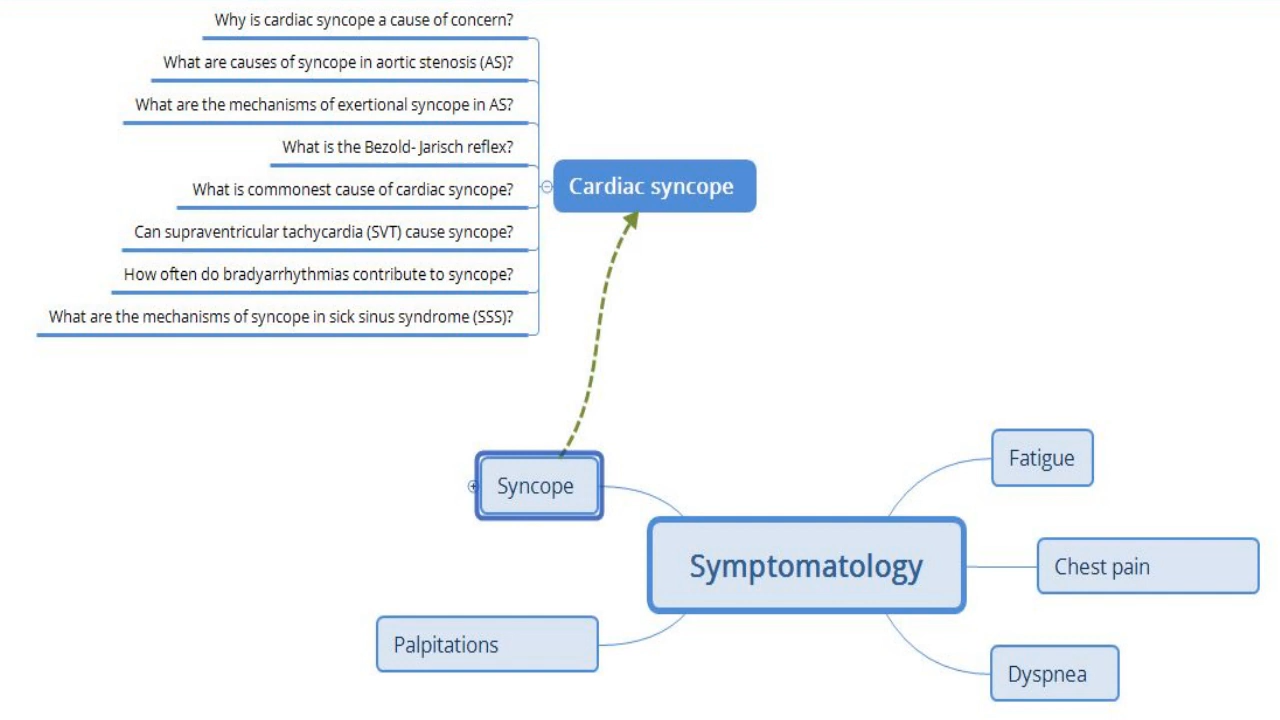 Why is cardiac syncope a cause of concern?
What are causes of syncope in aortic stenosis (AS)?
What are the mechanisms of exertional syncope in AS?
What is the Bezold- Jarisch reflex?
What is commonest cause of cardiac syncope?
Can supraventricular tachycardia (SVT) cause syncope?
How often do bradyarrhythmias contribute to syncope?
What are the mechanisms of syncope in sick sinus syndrome (SSS)?
Cardiac syncope
Syncope
Palpitations
Symptomatology
Fatigue
Chest pain
Dyspnea